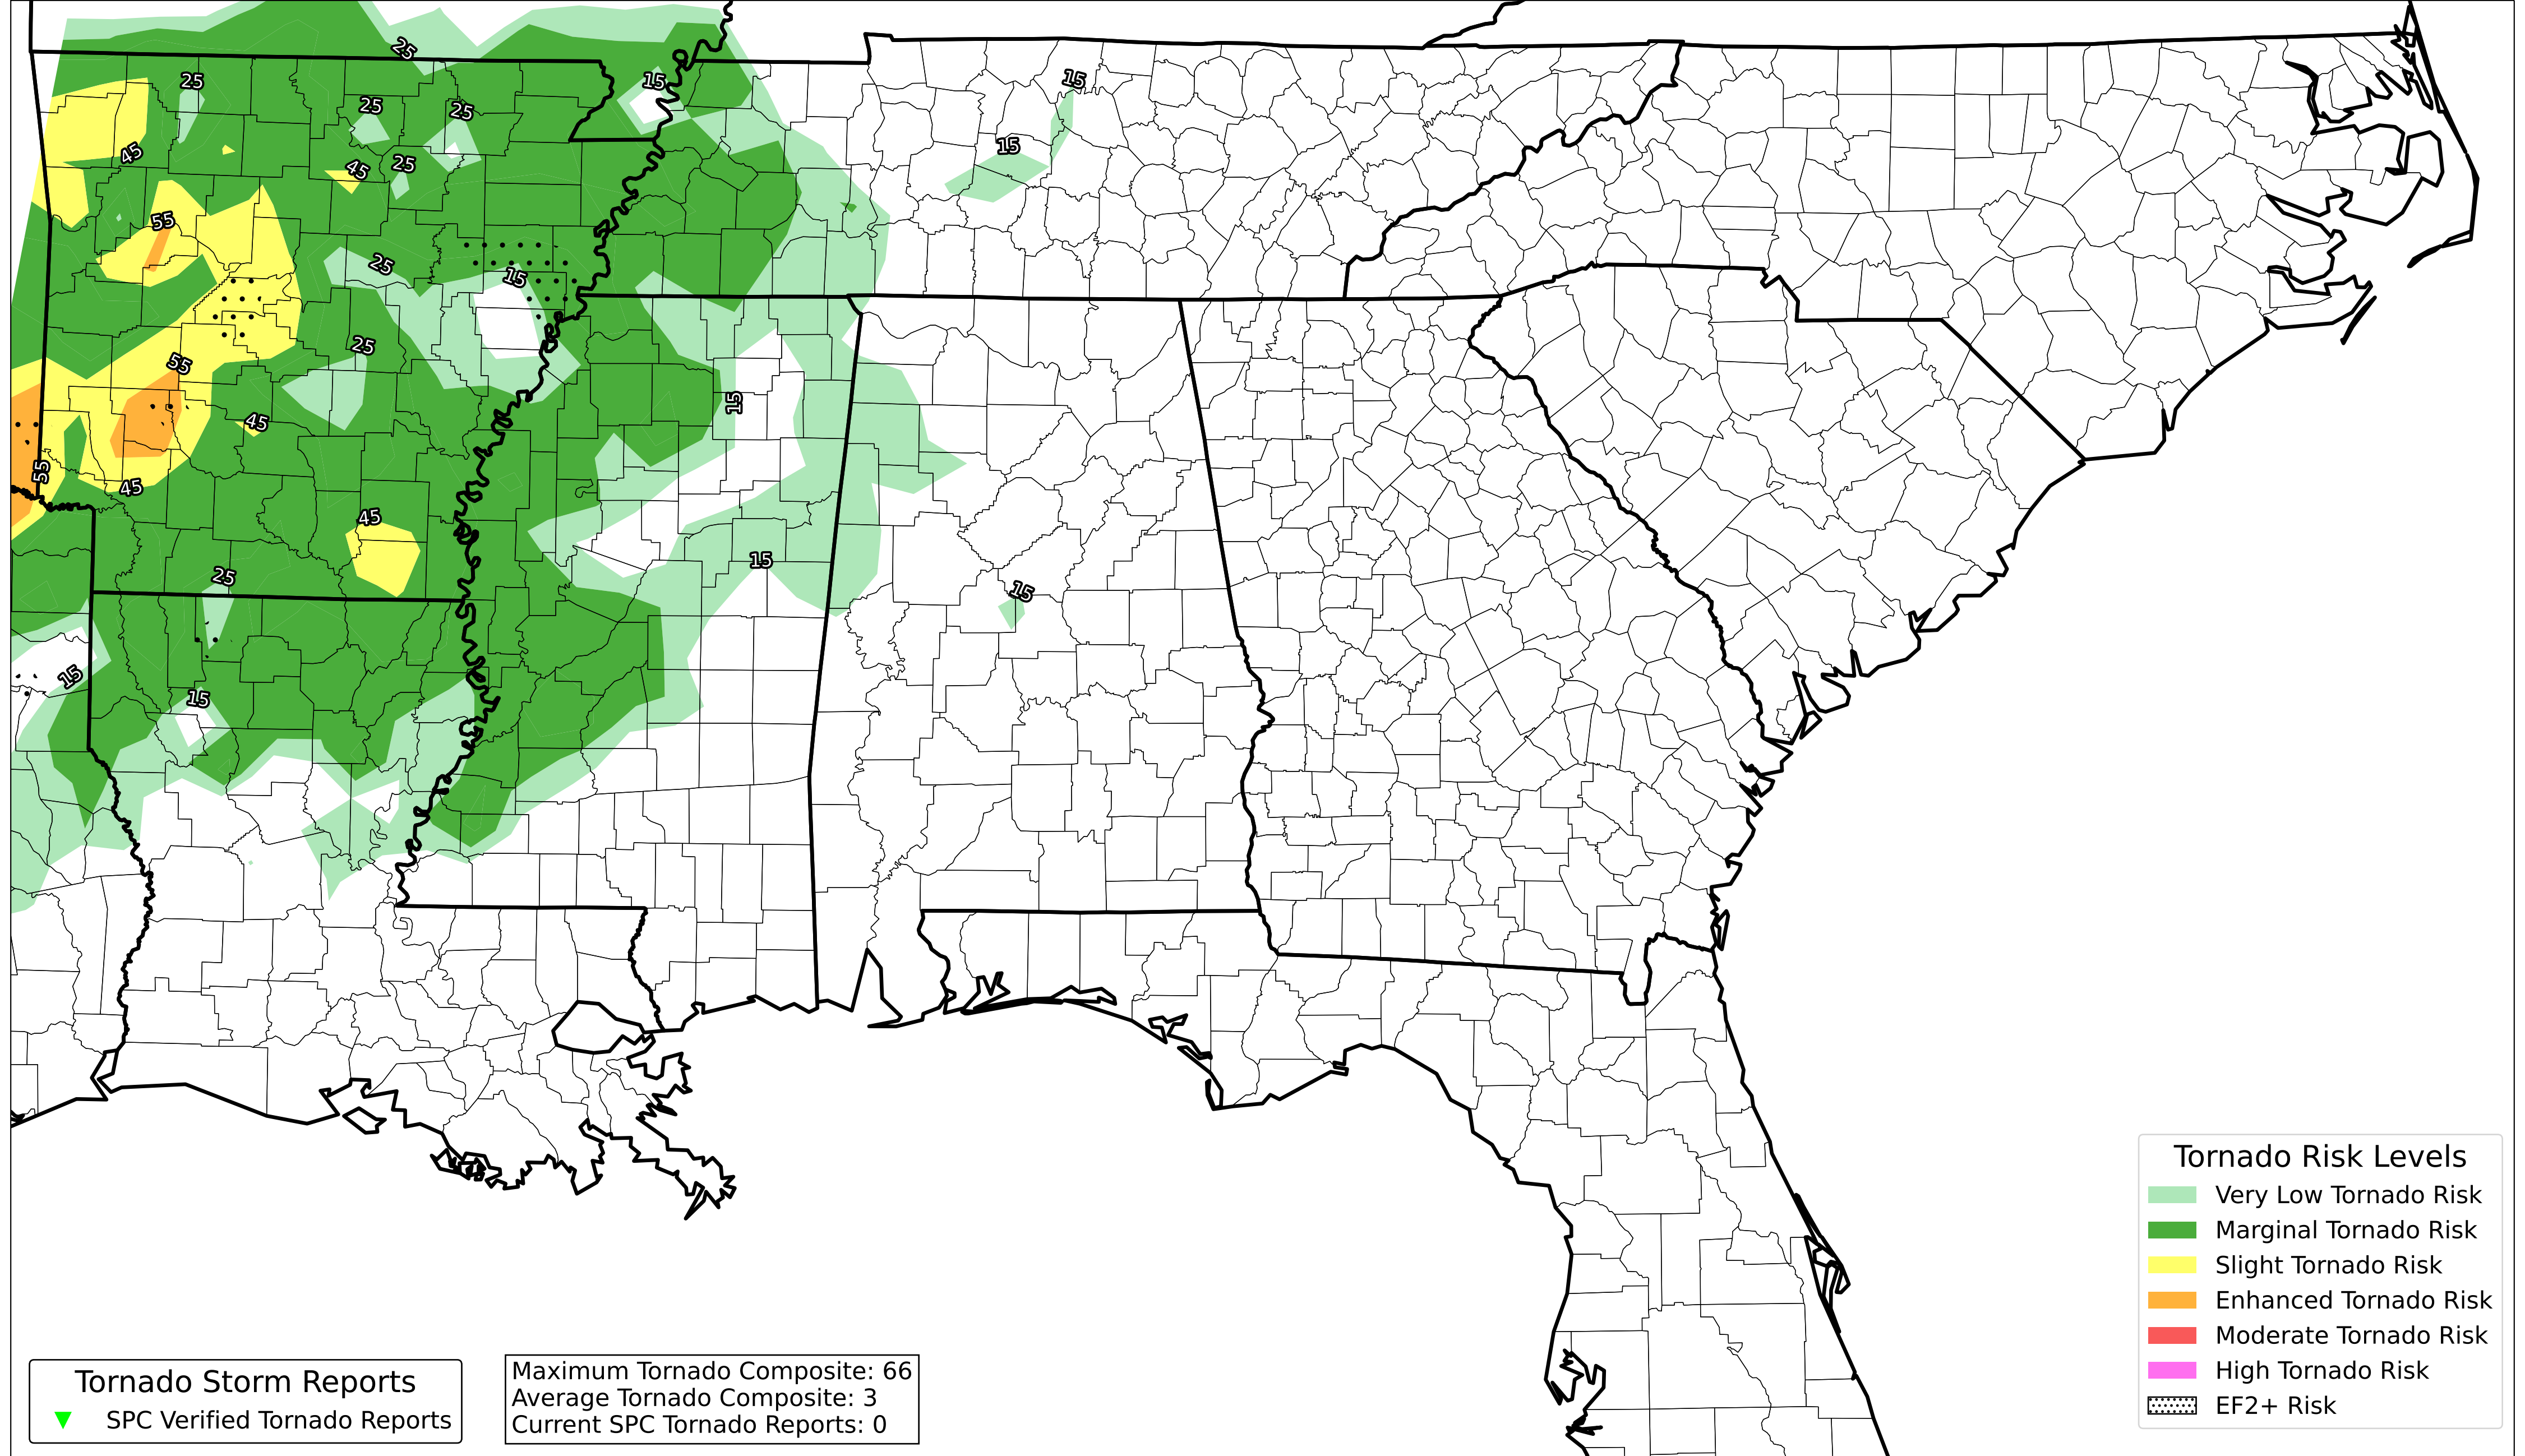 25
25
15
15
25
25
45
45
25
15
55
25
15
25
55
15
45
55
45
45
15
25
15
15
15
Tornado Risk Levels
Very Low Tornado Risk
Marginal Tornado Risk
Slight Tornado Risk
Enhanced Tornado Risk
Moderate Tornado Risk
High Tornado Risk
EF2+ Risk
Tornado Storm Reports
SPC Verified Tornado Reports
Maximum Tornado Composite: 66
Average Tornado Composite: 3
Current SPC Tornado Reports: 0